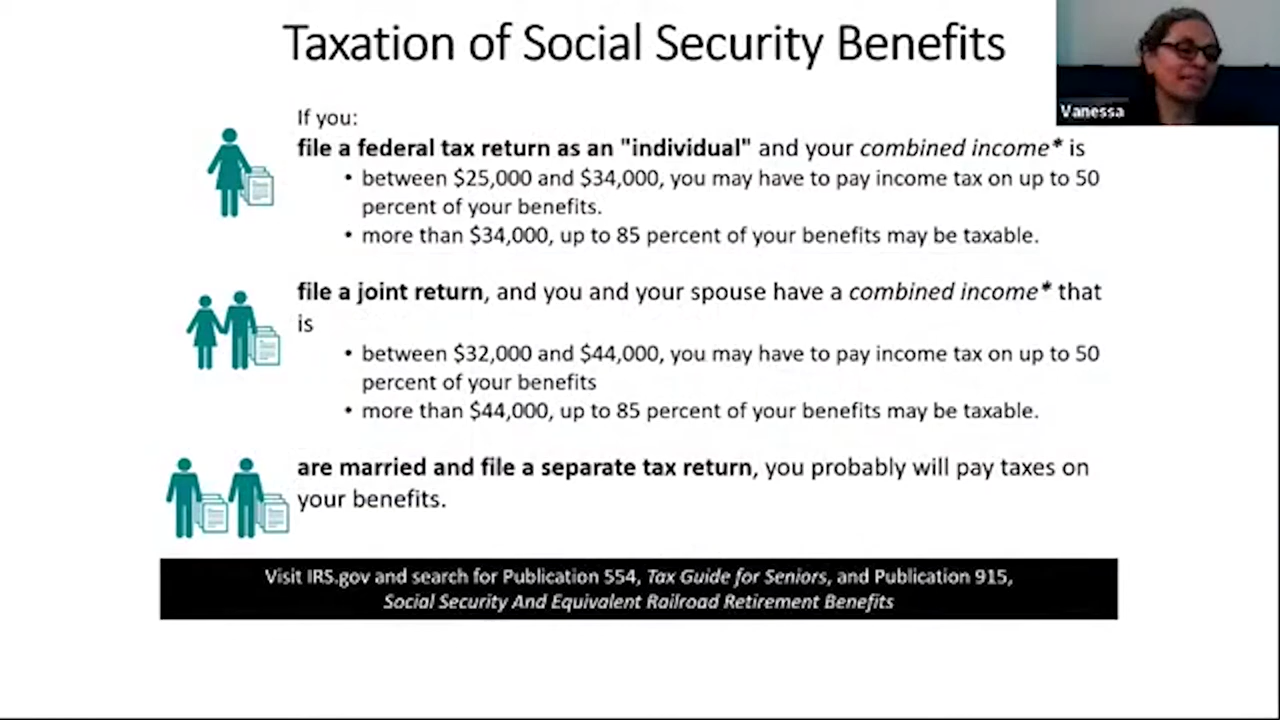 Taxation of Social Security Benefits
Vanessa
If you:
file a federal tax return as an "individual" and your combined income* is
• between $25,000 and $34,000, you may have to pay income tax on up to 50
percent of your benefits.
• more than $34,000, up to 85 percent of your benefits may be taxable.
file a joint return, and you and your spouse have a combined income* that
is
• between $32,000 and $44,000, you may have to pay income tax on up to 50
percent of your benefits
• more than $44,000, up to 85 percent of your benefits may be taxable.
are married and file a separate tax return, you probably will pay taxes on
your benefits.
Visit IRS.gov and search for Publication 554, Tax Guide for Seniors, and Publication 915,
Social Security And Equivalent Railroad Retirement Benefits